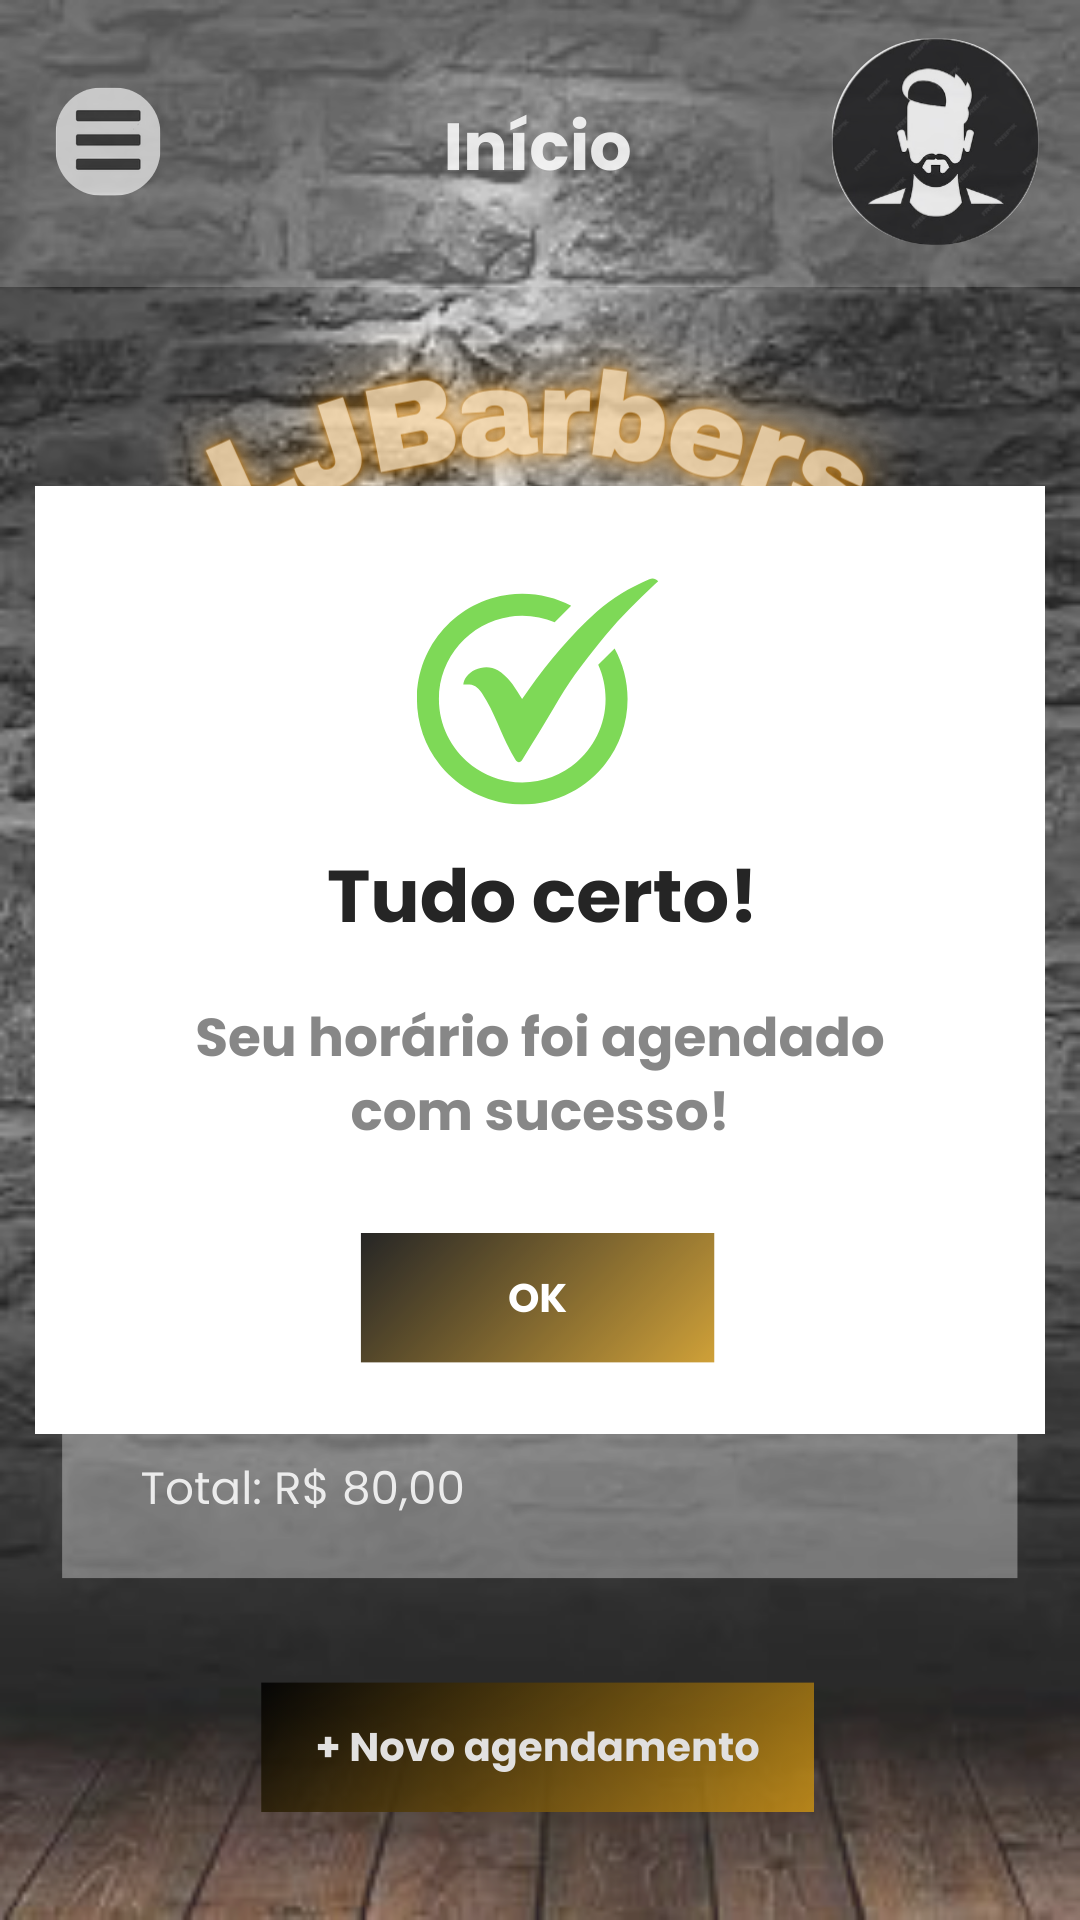 Início
LJBarbers
Tudo certo!
Seu horário foi agendado
com sucesso!
OK
Total: R$ 80,00
+ Novo agendamento